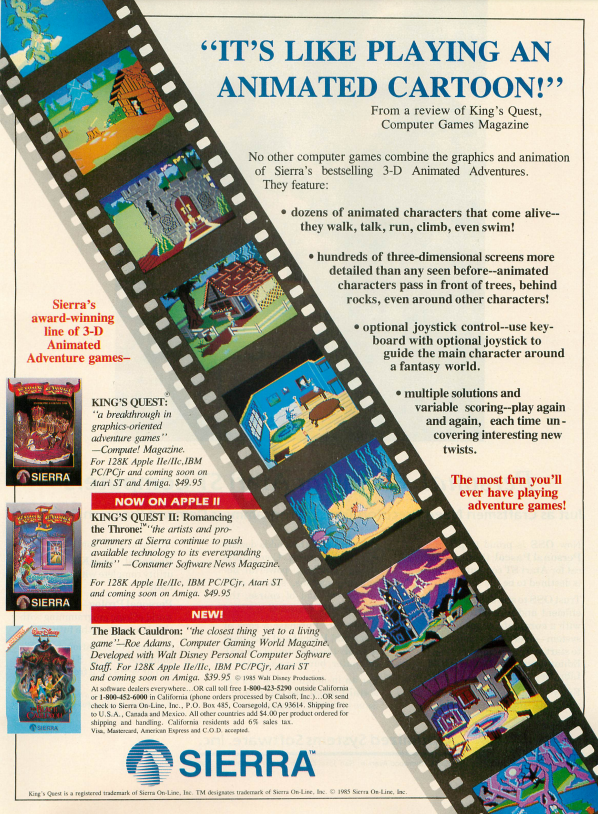 “IT’S LIKE PLAYING AN
ANIMATED CARTOON!”
From a review of King’s Quest,
Computer Games Magazine
No other computer games combine the graphics and animation
of Sierra’s bestselling 3-D Animated Adventures.
They feature:
• dozens of animated characters that come alive--
they walk, talk, run, climb, even swim!
• hundreds of three-dimensional screens more
detailed than any seen before--animated
characters pass in front of trees, behind
rocks, even around other characters!
• optional joystick control--use key-
board with optional joystick to
guide the main character around
a fantasy world.
• multiple solutions and
variable scoring--play again
and again, each time un-
covering interesting new
twists.
The most fun you’ll
ever have playing
adventure games!
Sierra’s
award-winning
line of 3-D
Animated
Adventure games–
SIERRA
KING’S QUEST:
“a breakthrough in
graphics-oriented
adventure games”
—Compute! Magazine.
For 128K Apple IIe/IIc,IBM
PC/PCjr and coming soon on
Atari ST and Amiga. $49.95
NOW ON APPLE II
SIERRA
KING’S QUEST II: Romancing
the Throne:™ “the artists and pro-
grammers at Sierra continue to push
available technology to its everexpanding
limits” —Consumer Software News Magazine.
For 128K Apple IIe/IIc, IBM PC/PCjr, Atari ST
and coming soon on Amiga. $49.95
NEW!
SIERRA
The Black Cauldron: “the closest thing yet to a living
game”—Roe Adams, Computer Gaming World Magazine.
Developed with Walt Disney Personal Computer Software
Staff. For 128K Apple IIe/IIc, IBM PC/PCjr, Atari ST
and coming soon on Amiga. $39.95 © 1985 Walt Disney Productions.
At software dealers everywhere...OR call toll free 1-800-423-5290 outside California
or 1-800-452-6000 in California (phone orders processed by Calsoft, Inc.)...OR send
check to Sierra On-Line, Inc., P.O. Box 485, Coarsegold, CA 93614. Shipping free
to U.S.A., Canada and Mexico. All other countries add $4.00 per product ordered for
shipping and handling. California residents add 6% sales tax.
Visa, Mastercard, American Express and C.O.D. accepted.
SIERRA™
King’s Quest is a registered trademark of Sierra On-Line, Inc. TM designates trademark of Sierra On-Line, Inc. © 1985 Sierra On-Line, Inc.